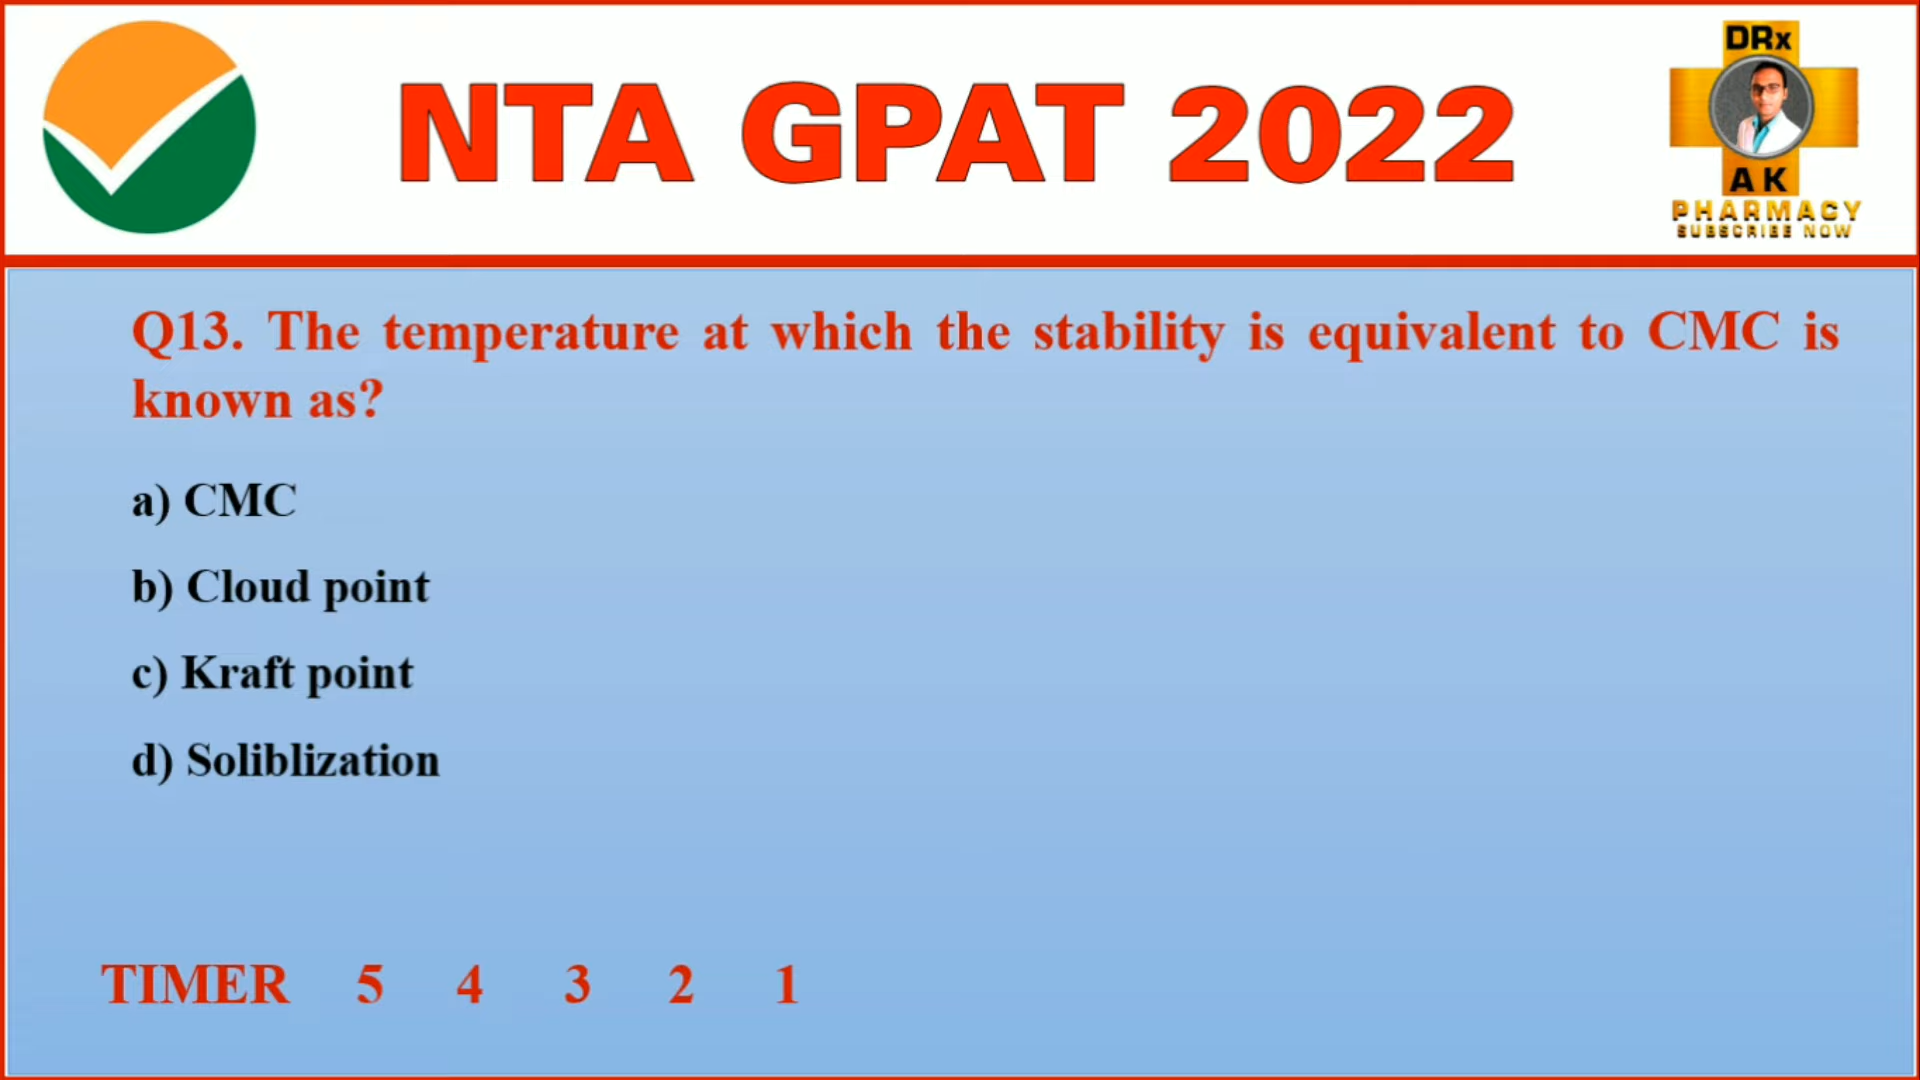 NTA GPAT 2022
DRx
AK
PHARMACY
SUBSCRIBE NOW
Q13. The temperature at which the stability is equivalent to CMC is
known as?
a) CMC
b) Cloud point
c) Kraft point
d) Soliblization
TIMER 5 4 3 2 1